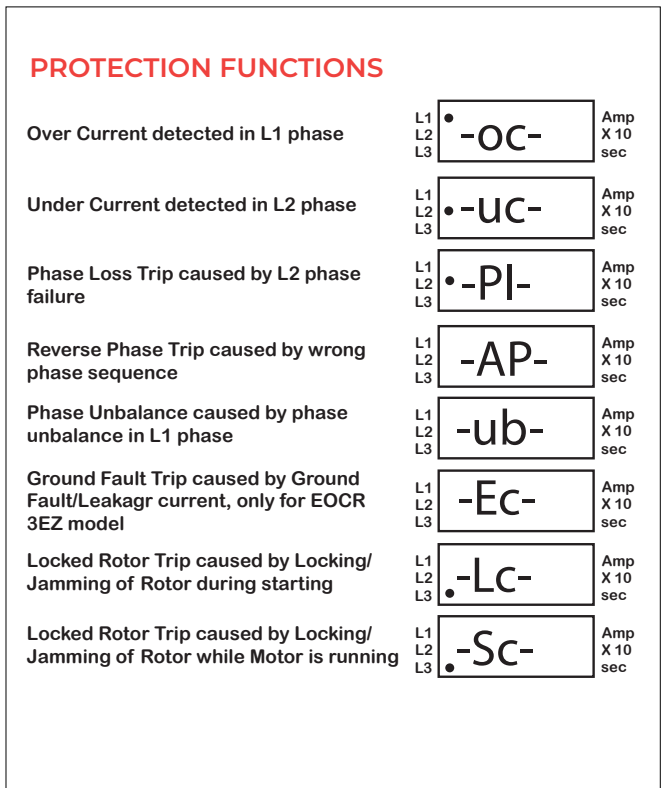 PROTECTION FUNCTIONS
Over Current detected in L1 phase
L1
L2
L3
-oc-
Amp
X 10
sec
Under Current detected in L2 phase
L1
L2
L3
-uc-
Amp
X 10
sec
Phase Loss Trip caused by L2 phase
failure
L1
L2
L3
-Pl-
Amp
X 10
sec
Reverse Phase Trip caused by wrong
phase sequence
L1
L2
L3
-AP-
Amp
X 10
sec
Phase Unbalance caused by phase
unbalance in L1 phase
L1
L2
L3
-ub-
Amp
X 10
sec
Ground Fault Trip caused by Ground
Fault/Leakagr current, only for EOCR
3EZ model
L1
L2
L3
-Ec-
Amp
X 10
sec
Locked Rotor Trip caused by Locking/
Jamming of Rotor during starting
L1
L2
L3
-Lc-
Amp
X 10
sec
Locked Rotor Trip caused by Locking/
Jamming of Rotor while Motor is running
L1
L2
L3
-Sc-
Amp
X 10
sec